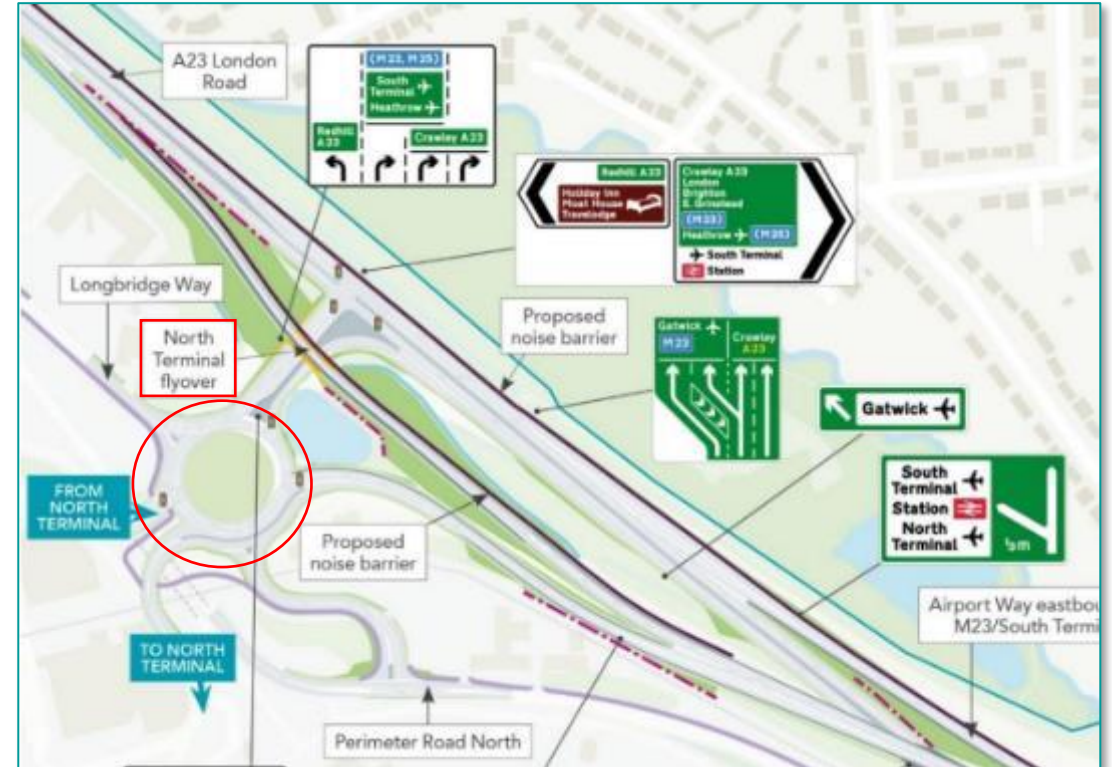 A23 London
Road
(M23, M25)
South
Terminal
Heathrow
Redhill
A23
Crawley A23
Redhill A23
Holiday Inn
Moat House
Travelodge
Crawley A23
London
Brighton
E. Grinstead
(M23)
Heathrow (M25)
South Terminal
Station
Longbridge Way
North
Terminal
flyover
Proposed
noise barrier
Gatwick
M23
Crawley
A23
Gatwick
South
Terminal
Station
North
Terminal
FROM
NORTH
TERMINAL
Proposed
noise barrier
Airport Way eastbou
M23/South Termi
TO NORTH
TERMINAL
Perimeter Road North